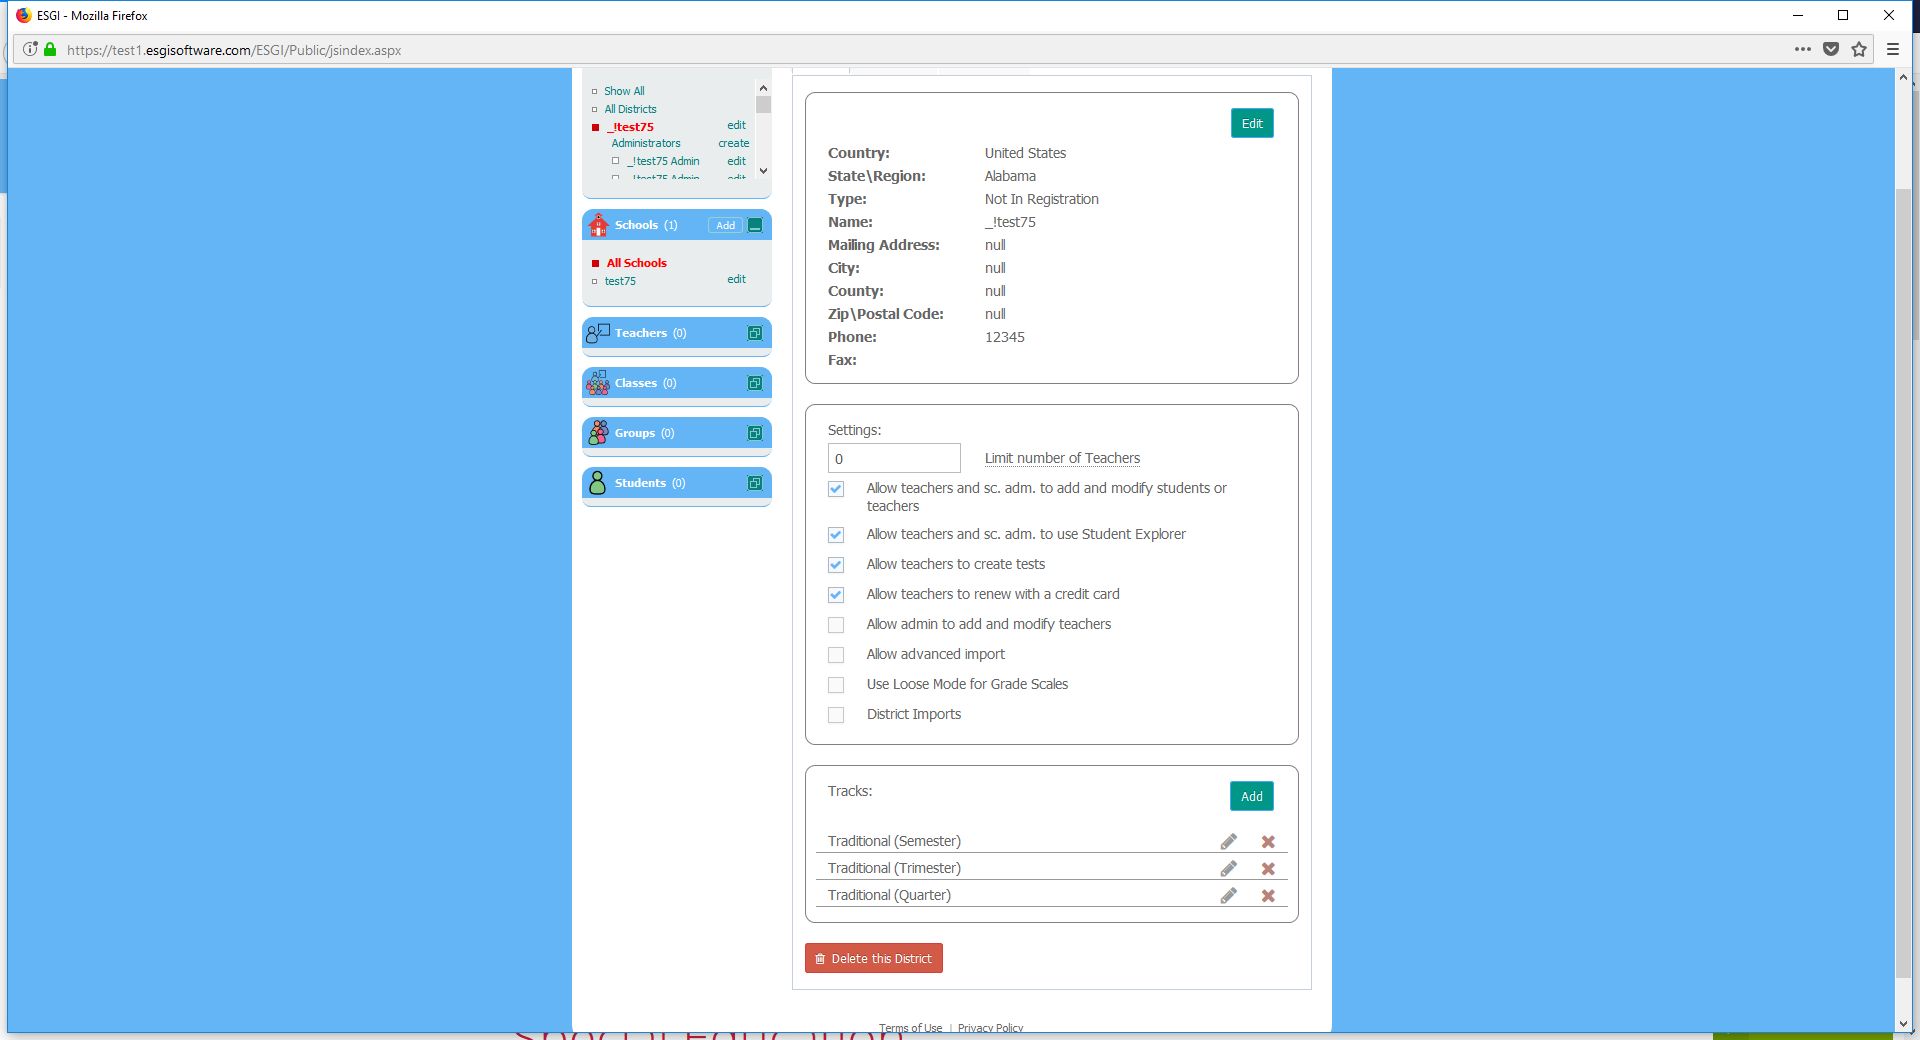 ESGI - Mozilla Firefox
https://test1.esgisoftware.com/ESGI/Public/jsindex.aspx
Show All
All Districts
_!test75 edit
Administrators create
_!test75 Admin edit
_!test75 Admin edit
Schools (1) Add
All Schools
test75 edit
Teachers (0)
Classes (0)
Groups (0)
Students (0)
Edit
Country: United States
State\Region: Alabama
Type: Not In Registration
Name: _!test75
Mailing Address: null
City: null
County: null
Zip\Postal Code: null
Phone: 12345
Fax:
Settings:
0 Limit number of Teachers
Allow teachers and sc. adm. to add and modify students or
teachers
Allow teachers and sc. adm. to use Student Explorer
Allow teachers to create tests
Allow teachers to renew with a credit card
Allow admin to add and modify teachers
Allow advanced import
Use Loose Mode for Grade Scales
District Imports
Tracks: Add
Traditional (Semester)
Traditional (Trimester)
Traditional (Quarter)
Delete this District
Terms of Use | Privacy Policy
Special Education